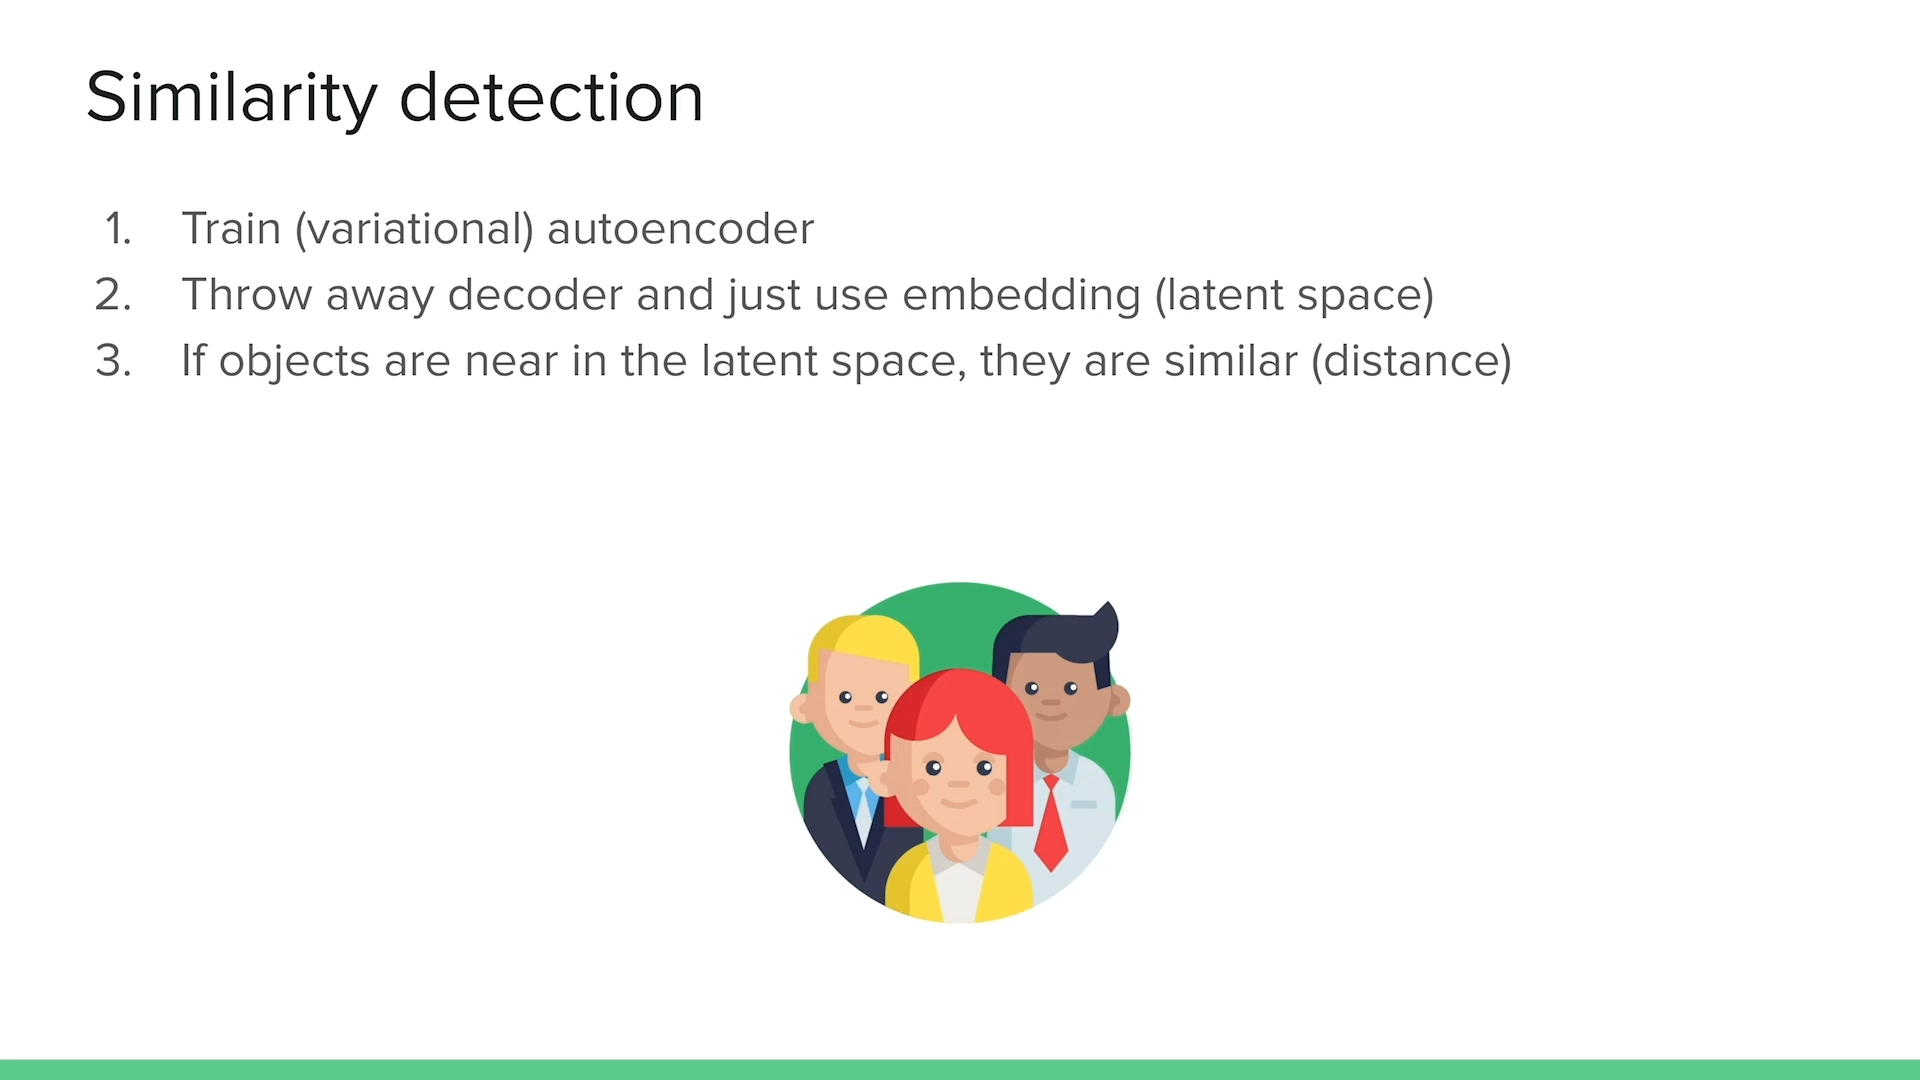 Similarity detection
1. Train (variational) autoencoder
2. Throw away decoder and just use embedding (latent space)
3. If objects are near in the latent space, they are similar (distance)